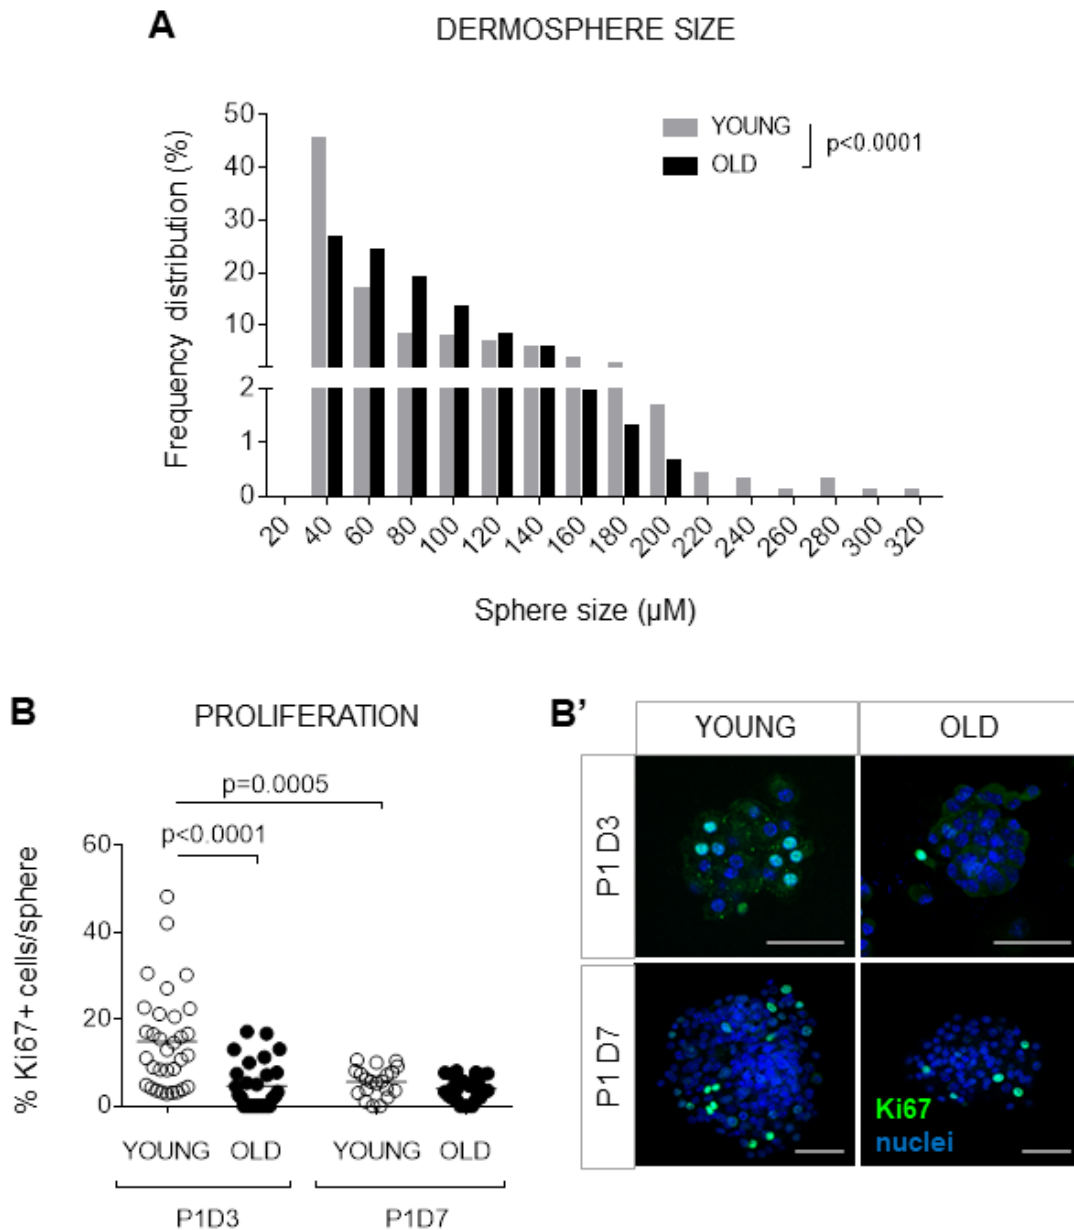 A
DERMOSPHERE SIZE
Frequency distribution (%)
50
40
30
20
10
2
1
0
YOUNG
OLD
p<0.0001
20
40
60
80
100
120
140
160
180
200
220
240
260
280
300
320
Sphere size (µM)
B
PROLIFERATION
p=0.0005
p<0.0001
% Ki67+ cells/sphere
60
40
20
0
YOUNG
OLD
YOUNG
OLD
P1D3
P1D7
B’
YOUNG
OLD
P1 D3
P1 D7
Ki67
nuclei